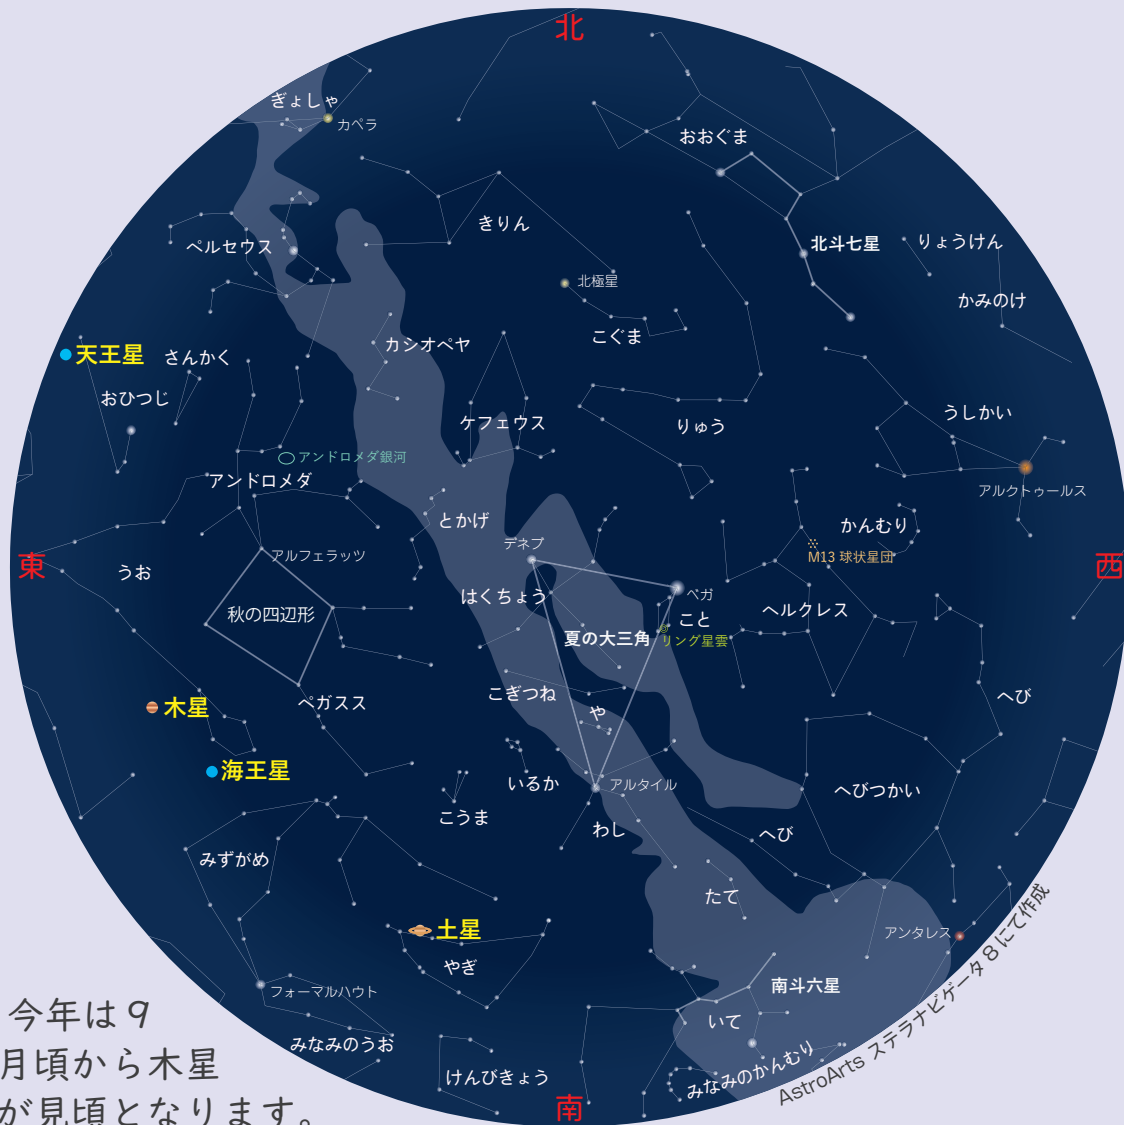 北
ぎょしゃ
カペラ
おおぐま
きりん
ペルセウス
北斗七星
りょうけん
北極星
かみのけ
こぐま
カシオペヤ
天王星
さんかく
おひつじ
うしかい
ケフェウス
りゅう
アンドロメダ銀河
アンドロメダ
アルクトゥールス
とかげ
かんむり
デネブ
アルフェラッツ
M13 球状星団
東
西
うお
はくちょう
ベガ
秋の四辺形
ヘルクレス
こと
夏の大三角
リング星雲
こぎつね
へび
ペガスス
木星
や
海王星
いるか
アルタイル
へびつかい
こうま
わし
へび
みずがめ
たて
土星
アンタレス
やぎ
南斗六星
フォーマルハウト
いて
みなみのうお
けんびきょう
みなみのかんむり
南
AstroArts ステラナビゲータ8にて作成
今年は9
月頃から木星
が見頃となります。